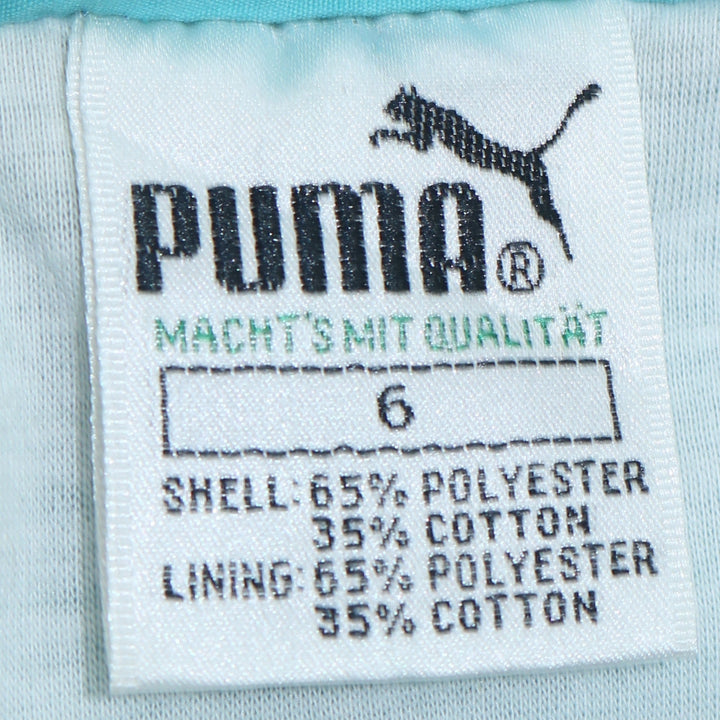 PUMA®
MACHT'S MIT QUALITÄT
6
SHELL: 65% POLYESTER
35% COTTON
LINING: 65% POLYESTER
35% COTTON